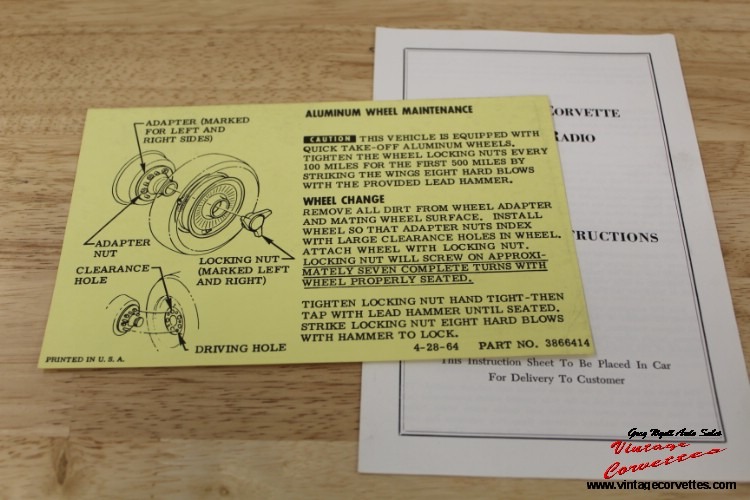 ADAPTER (MARKED
FOR LEFT AND
RIGHT SIDES)
ADAPTER
NUT
LOCKING NUT
(MARKED LEFT
AND RIGHT)
CLEARANCE
HOLE
DRIVING HOLE
PRINTED IN U. S. A.
ALUMINUM WHEEL MAINTENANCE
CAUTION THIS VEHICLE IS EQUIPPED WITH
QUICK TAKE-OFF ALUMINUM WHEELS.
TIGHTEN THE WHEEL LOCKING NUTS EVERY
100 MILES FOR THE FIRST 500 MILES BY
STRIKING THE WINGS EIGHT HARD BLOWS
WITH THE PROVIDED LEAD HAMMER.
WHEEL CHANGE
REMOVE ALL DIRT FROM WHEEL ADAPTER
AND MATING WHEEL SURFACE. INSTALL
WHEEL SO THAT ADAPTER NUTS INDEX
WITH LARGE CLEARANCE HOLES IN WHEEL.
ATTACH WHEEL WITH LOCKING NUT.
LOCKING NUT WILL SCREW ON APPROXI-
MATELY SEVEN COMPLETE TURNS WITH
WHEEL PROPERLY SEATED.
TIGHTEN LOCKING NUT HAND TIGHT-THEN
TAP WITH LEAD HAMMER UNTIL SEATED.
STRIKE LOCKING NUT EIGHT HARD BLOWS
WITH HAMMER TO LOCK.
4-28-64 PART NO. 3866414
CORVETTE
RADIO
TRUCTIONS
This Instruction Sheet To Be Placed In Car
For Delivery To Customer
Greg Wyatt Auto Sales
Vintage
Corvettes
www.vintagecorvettes.com